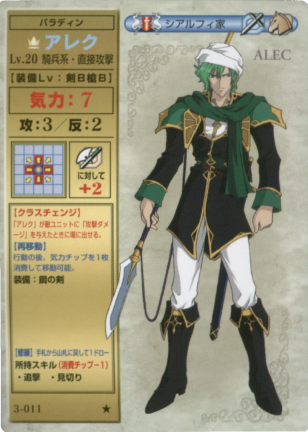 パラディン
アレク
Lv.20 騎兵系・直接攻撃
【装備Lv：剣B槍B】
気力：7
攻：3／反：2
に対して
+2
【クラスチェンジ】
「アレク」が敵ユニットに「攻撃ダメージ」を与えたときに場に出せる。
【再移動】
行動の後、気力チップを1枚
消費して移動可能。
装備：鋼の剣
手札から山札に戻して1ドロー
所持スキル（消費チップ－1）
・追撃　・見切り
3-011
★
シアルフィ家
ALEC